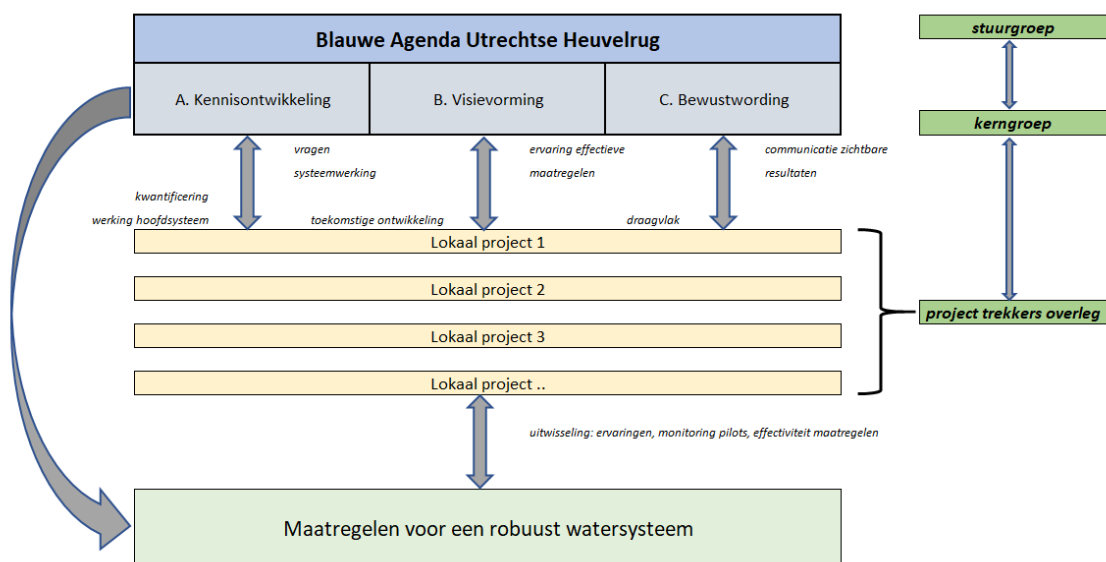 Blauwe Agenda Utrechtse Heuvelrug
A. Kennisontwikkeling
B. Visievorming
C. Bewustwording
vragen
systeemwerking
ervaring effectieve
maatregelen
communicatie zichtbare
resultaten
kwantificering
werking hoofdsysteem
toekomstige ontwikkeling
draagvlak
Lokaal project 1
Lokaal project 2
Lokaal project 3
Lokaal project ..
uitwisseling: ervaringen, monitoring pilots, effectiviteit maatregelen
Maatregelen voor een robuust watersysteem
stuurgroep
kerngroep
project trekkers overleg